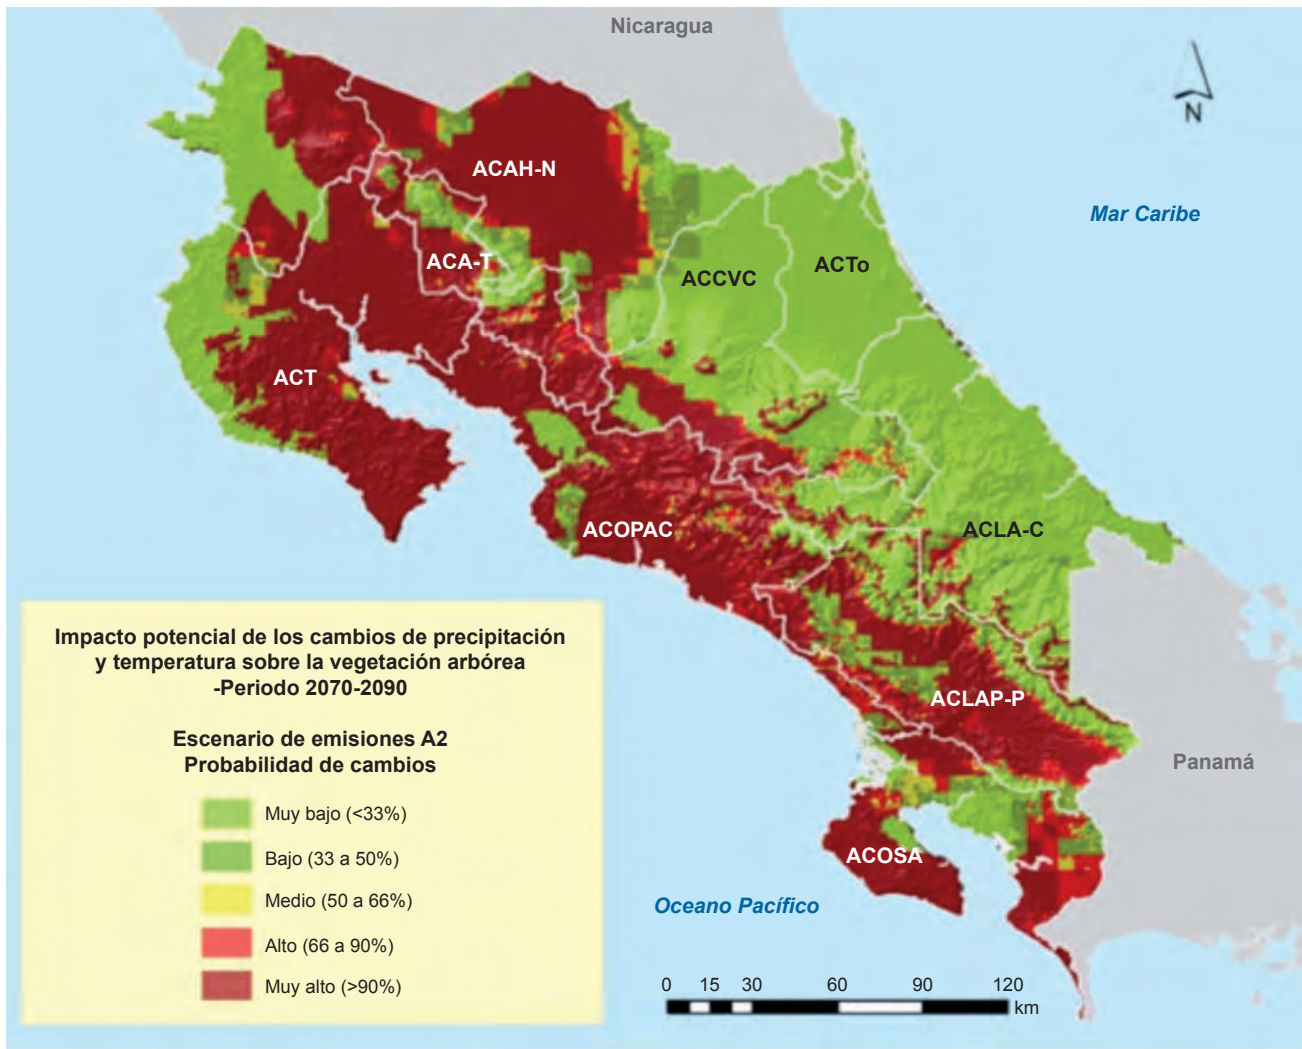 Nicaragua
N
Mar Caribe
ACAH-N
ACA-T
ACCVC
ACTo
ACT
ACOPAC
ACLA-C
ACLAP-P
Panamá
ACOSA
Oceano Pacífico
Impacto potencial de los cambios de precipitación
y temperatura sobre la vegetación arbórea
-Periodo 2070-2090
Escenario de emisiones A2
Probabilidad de cambios
Muy bajo (<33%)
Bajo (33 a 50%)
Medio (50 a 66%)
Alto (66 a 90%)
Muy alto (>90%)
0 15 30 60 90 120
km